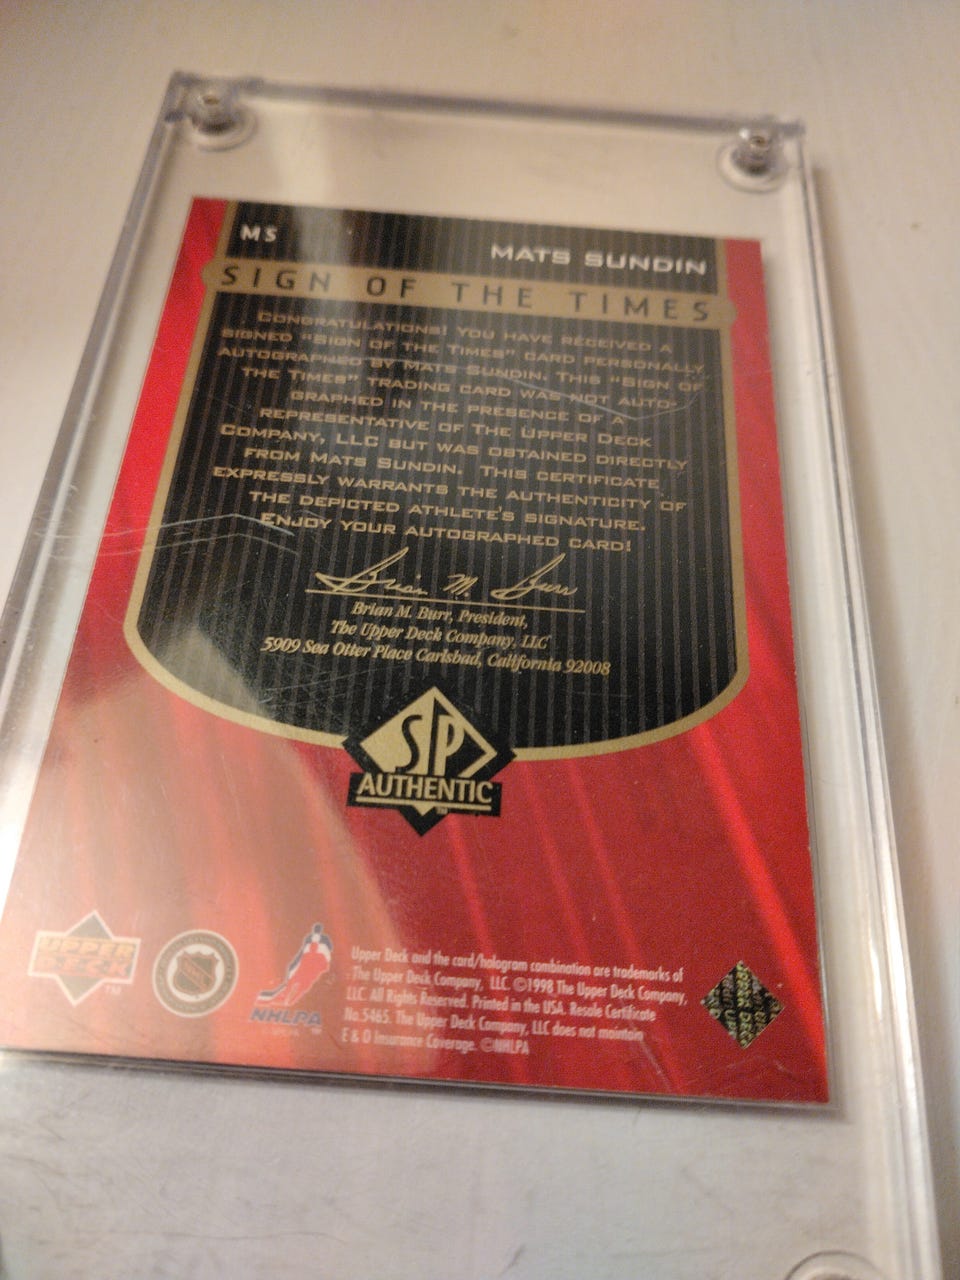 MS
MATS SUNDIN
SIGN OF THE TIMES
CONGRATULATIONS! YOU HAVE RECEIVED A
SIGNED "SIGN OF THE TIMES" CARD PERSONALLY
AUTOGRAPHED BY MATS SUNDIN. THIS "SIGN OF
THE TIMES" TRADING CARD WAS NOT AUTO-
GRAPHED IN THE PRESENCE OF A
REPRESENTATIVE OF THE UPPER DECK
COMPANY, LLC BUT WAS OBTAINED DIRECTLY
FROM MATS SUNDIN. THIS CERTIFICATE
EXPRESSLY WARRANTS THE AUTHENTICITY OF
THE DEPICTED ATHLETE'S SIGNATURE.
ENJOY YOUR AUTOGRAPHED CARD!
Brian M. Burr
Brian M. Burr, President,
The Upper Deck Company, LLC
5909 Sea Otter Place Carlsbad, California 92008
SP
AUTHENTIC™
UPPER
DECK™
NHLPA
Upper Deck and the card/hologram combination are trademarks of
The Upper Deck Company, LLC. ©1998 The Upper Deck Company,
LLC. All Rights Reserved. Printed in the USA. Resale Certificate
No.5465. The Upper Deck Company, LLC does not maintain
E & O Insurance Coverage. ©NHLPA